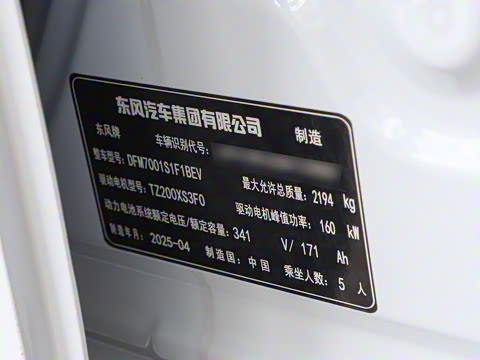 东风汽车集团有限公司 制造
东风牌 车辆识别代号:
整车型号: DFM7001S1F1BEV 最大允许总质量: 2194 kg
驱动电机型号: TZ200XS3F0 驱动电机峰值功率: 160 kW
动力电池系统额定电压/额定容量: 341 V/ 171 Ah
制造年月: 2025-04 制造国: 中国 乘坐人数: 5 人